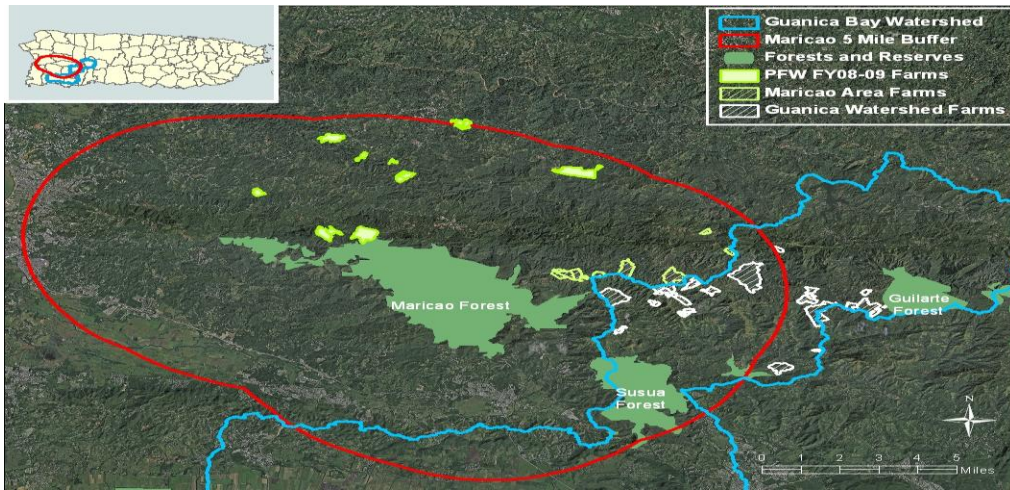 Guanica Bay Watershed
Maricao 5 Mile Buffer
Forests and Reserves
PFW FY08-09 Farms
Maricao Area Farms
Guanica Watershed Farms
Maricao Forest
Guilarte
Forest
Susua
Forest
N
0 1 2 3 4 5
Miles